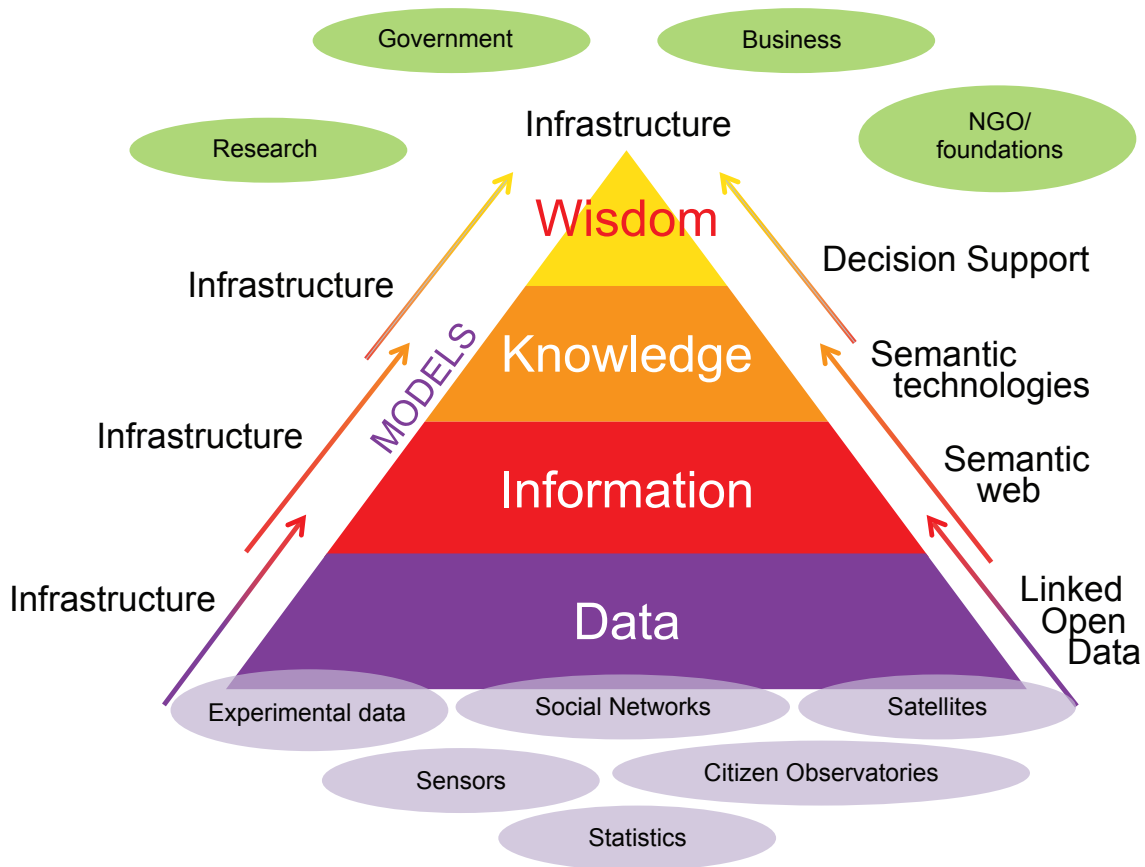 Government
Business
Infrastructure
Research
NGO/
foundations
Wisdom
Decision Support
Infrastructure
Knowledge
MODELS
Semantic
technologies
Infrastructure
Information
Semantic
web
Infrastructure
Data
Linked
Open
Data
Experimental data
Social Networks
Satellites
Sensors
Citizen Observatories
Statistics